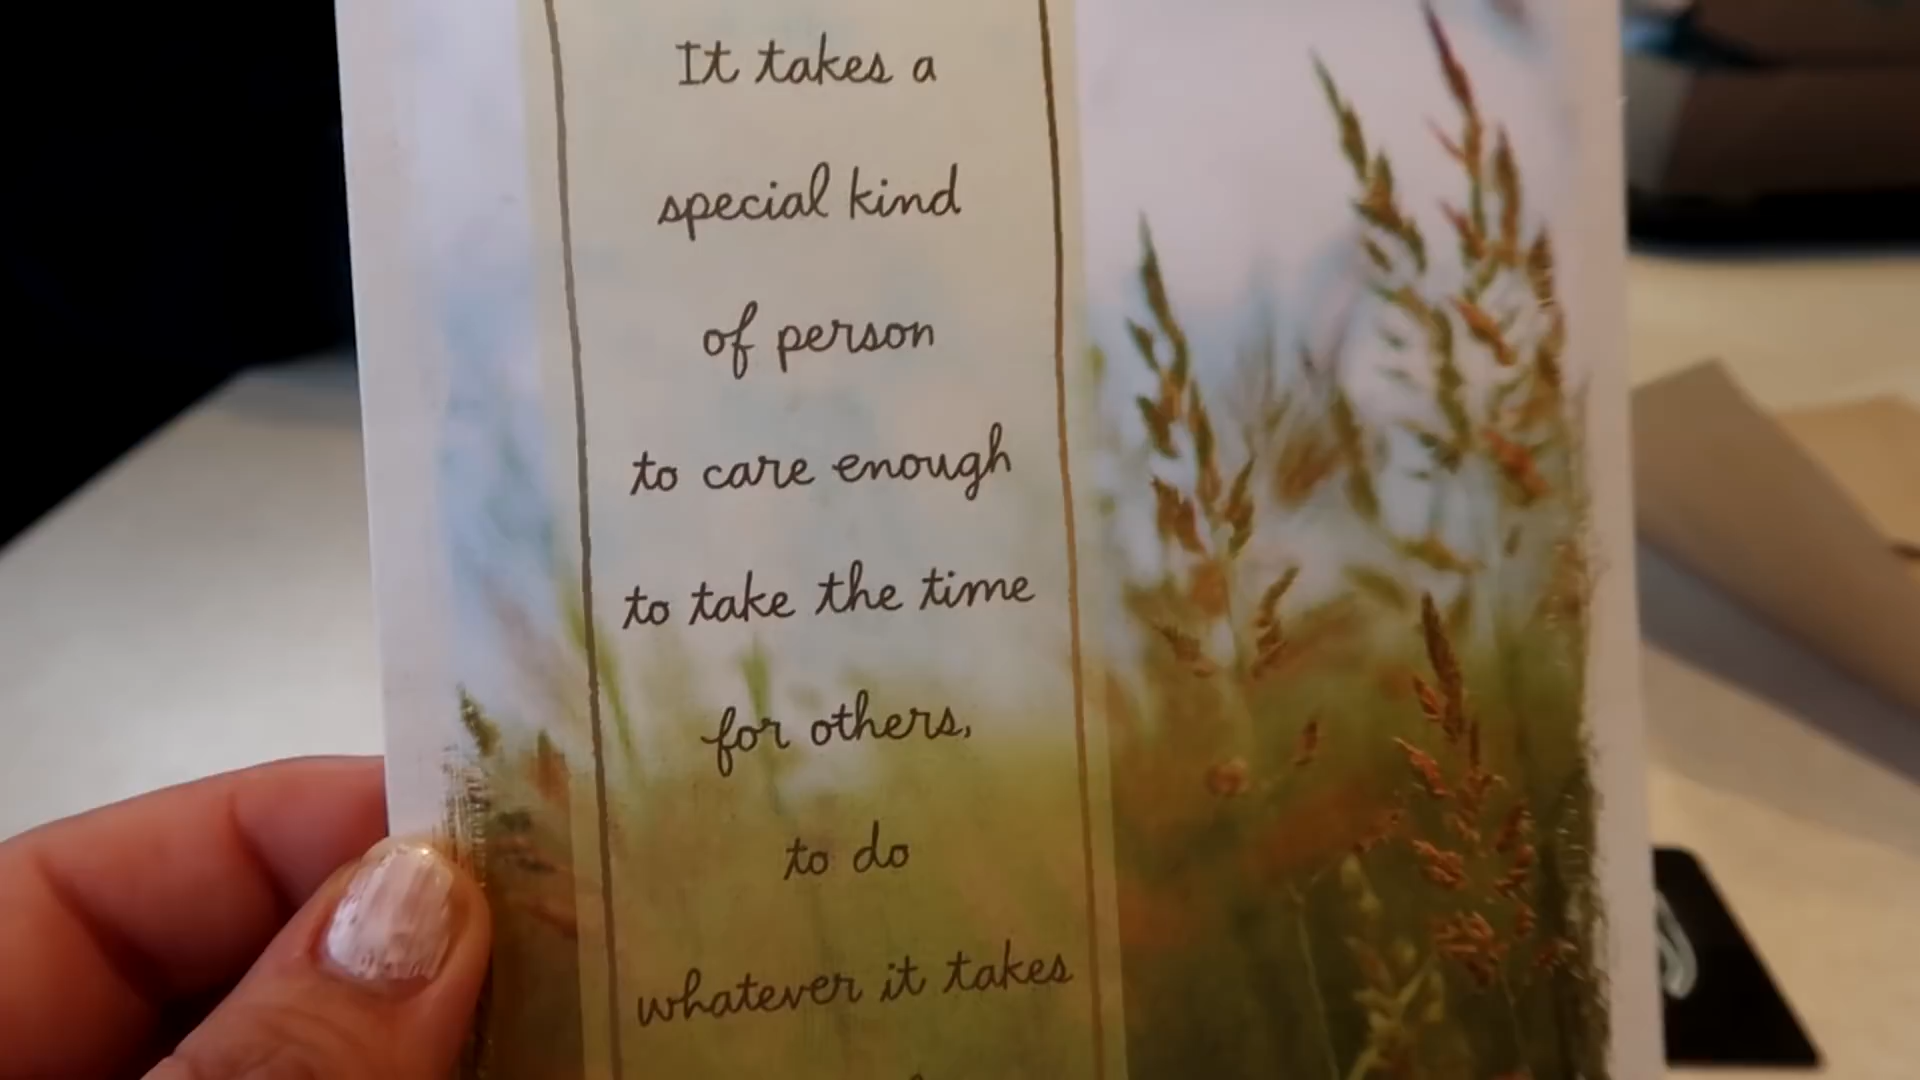 It takes a
special kind
of person
to care enough
to take the time
for others,
to do
whatever it takes